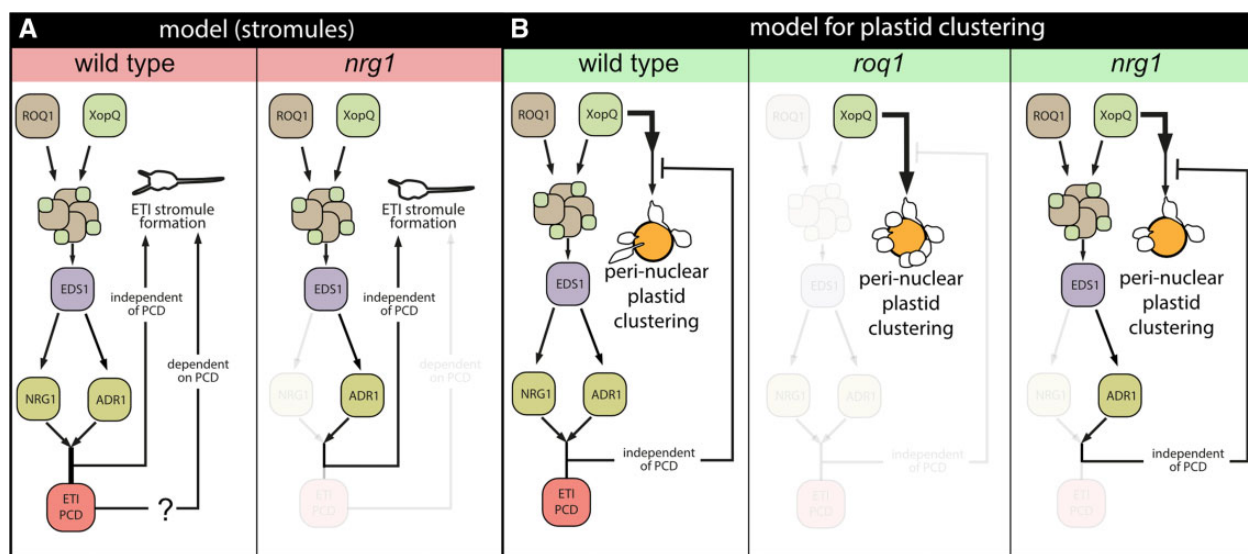 A
model (stromules)
wild type
nrg1
ROQ1
XopQ
ETI stromule
formation
EDS1
independent
of PCD
dependent
on PCD
NRG1
ADR1
ETI
PCD
?
ROQ1
XopQ
ETI stromule
formation
EDS1
independent
of PCD
dependent
on PCD
NRG1
ADR1
ETI
PCD
B
model for plastid clustering
wild type
roq1
nrg1
ROQ1
XopQ
EDS1
peri-nuclear
plastid
clustering
NRG1
ADR1
independent
of PCD
ETI
PCD
ROQ1
XopQ
EDS1
peri-nuclear
plastid
clustering
NRG1
ADR1
independent
of PCD
ETI
PCD
ROQ1
XopQ
EDS1
peri-nuclear
plastid
clustering
NRG1
ADR1
independent
of PCD
ETI
PCD